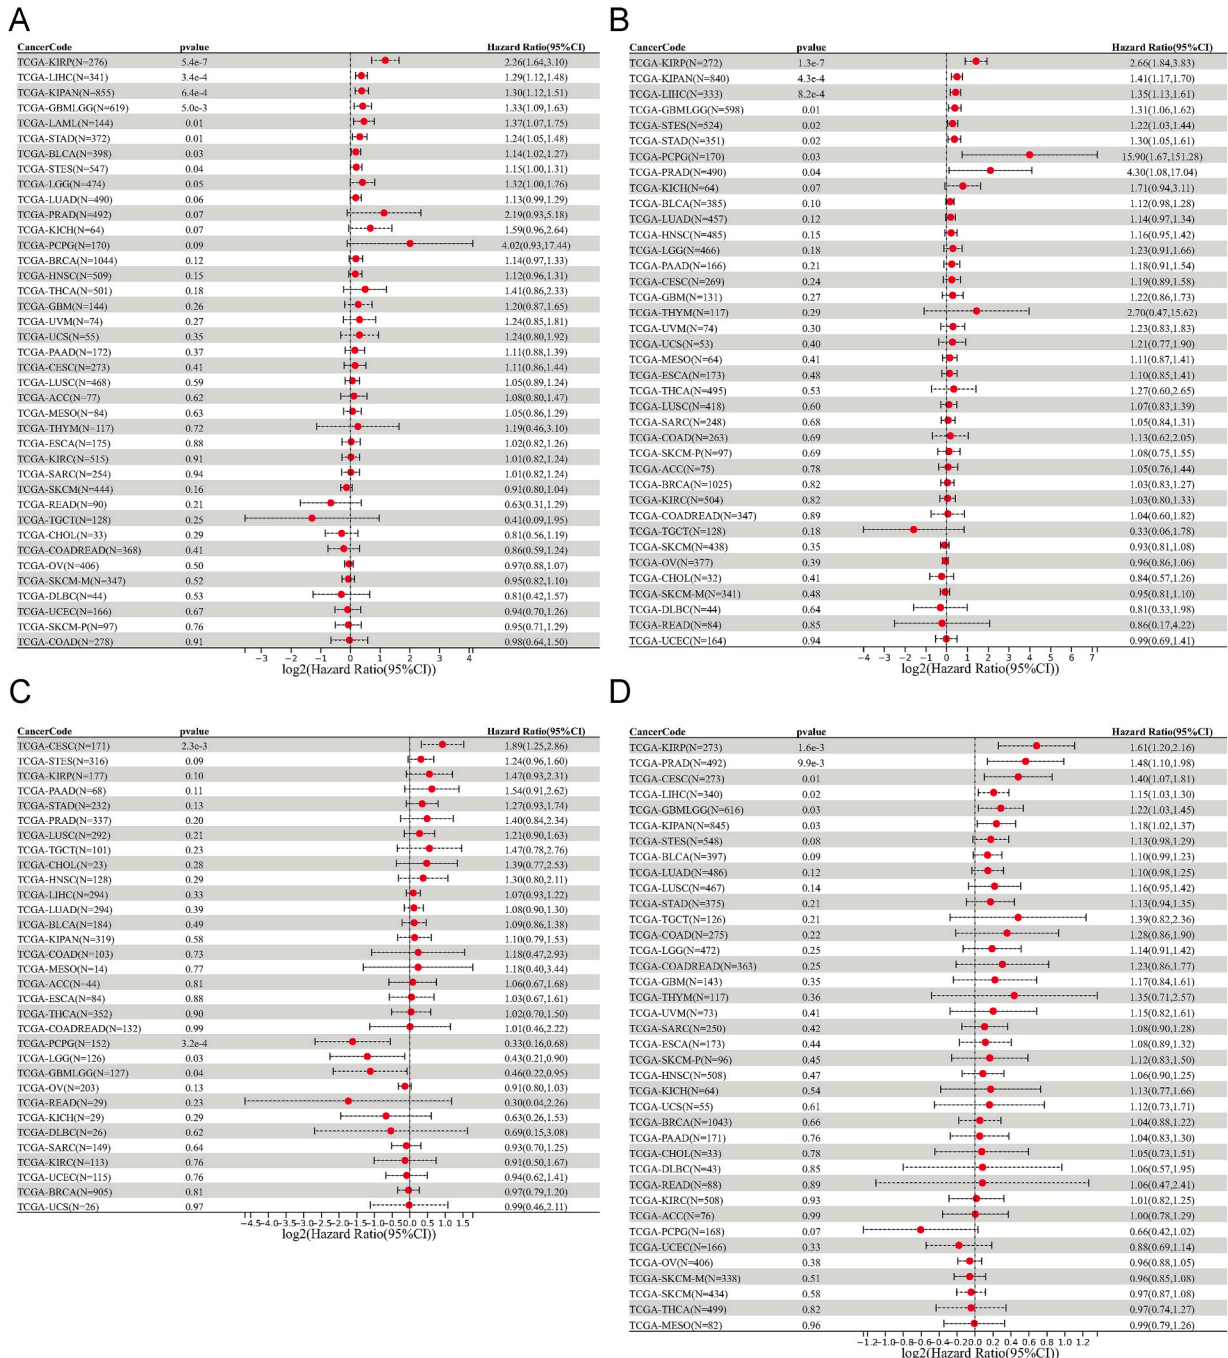 A
CancerCode pvalue Hazard Ratio(95%CI)
TCGA-KIRP(N=276) 5.4e-7 2.26(1.64,3.10)
TCGA-LIHC(N=341) 3.4e-4 1.29(1.12,1.48)
TCGA-KIPAN(N=855) 6.4e-4 1.30(1.12,1.51)
TCGA-GBMLGG(N=619) 5.0e-3 1.33(1.09,1.63)
TCGA-LAML(N=144) 0.01 1.37(1.07,1.75)
TCGA-STAD(N=372) 0.01 1.24(1.05,1.48)
TCGA-BLCA(N=398) 0.03 1.14(1.02,1.27)
TCGA-STES(N=547) 0.04 1.15(1.00,1.31)
TCGA-LGG(N=474) 0.05 1.32(1.00,1.76)
TCGA-LUAD(N=490) 0.06 1.13(0.99,1.29)
TCGA-PRAD(N=492) 0.07 2.19(0.93,5.18)
TCGA-KICH(N=64) 0.07 1.59(0.96,2.64)
TCGA-PCPG(N=170) 0.09 4.02(0.93,17.44)
TCGA-BRCA(N=1044) 0.12 1.14(0.97,1.33)
TCGA-HNSC(N=509) 0.15 1.12(0.96,1.31)
TCGA-THCA(N=501) 0.18 1.41(0.86,2.33)
TCGA-GBM(N=144) 0.26 1.20(0.87,1.65)
TCGA-UVM(N=74) 0.27 1.24(0.85,1.81)
TCGA-UCS(N=55) 0.35 1.24(0.80,1.92)
TCGA-PAAD(N=172) 0.37 1.11(0.88,1.39)
TCGA-CESC(N=273) 0.41 1.11(0.86,1.44)
TCGA-LUSC(N=468) 0.59 1.05(0.89,1.24)
TCGA-ACC(N=77) 0.62 1.08(0.80,1.47)
TCGA-MESO(N=84) 0.63 1.05(0.86,1.29)
TCGA-THYM(N=117) 0.72 1.19(0.46,3.10)
TCGA-ESCA(N=175) 0.88 1.02(0.82,1.26)
TCGA-KIRC(N=515) 0.91 1.01(0.82,1.24)
TCGA-SARC(N=254) 0.94 1.01(0.82,1.24)
TCGA-SKCM(N=444) 0.16 0.91(0.80,1.04)
TCGA-READ(N=90) 0.21 0.63(0.31,1.29)
TCGA-TGCT(N=128) 0.25 0.41(0.09,1.95)
TCGA-CHOL(N=33) 0.29 0.81(0.56,1.19)
TCGA-COADREAD(N=368) 0.41 0.86(0.59,1.24)
TCGA-OV(N=406) 0.50 0.97(0.88,1.07)
TCGA-SKCM-M(N=347) 0.52 0.95(0.82,1.10)
TCGA-DLBC(N=44) 0.53 0.81(0.42,1.57)
TCGA-UCEC(N=166) 0.67 0.94(0.70,1.26)
TCGA-SKCM-P(N=97) 0.76 0.95(0.71,1.29)
TCGA-COAD(N=278) 0.91 0.98(0.64,1.50)
−3 −2 −1 0 1 2 3 4
log2(Hazard Ratio(95%CI))
B
CancerCode pvalue Hazard Ratio(95%CI)
TCGA-KIRP(N=272) 1.3e-7 2.66(1.84,3.83)
TCGA-KIPAN(N=840) 4.3e-4 1.41(1.17,1.70)
TCGA-LIHC(N=333) 8.2e-4 1.35(1.13,1.61)
TCGA-GBMLGG(N=598) 0.01 1.31(1.06,1.62)
TCGA-STES(N=524) 0.02 1.22(1.03,1.44)
TCGA-STAD(N=351) 0.02 1.30(1.05,1.61)
TCGA-PCPG(N=170) 0.03 15.90(1.67,151.28)
TCGA-PRAD(N=490) 0.04 4.30(1.08,17.04)
TCGA-KICH(N=64) 0.07 1.71(0.94,3.11)
TCGA-BLCA(N=385) 0.10 1.12(0.98,1.28)
TCGA-LUAD(N=457) 0.12 1.14(0.97,1.34)
TCGA-HNSC(N=485) 0.15 1.16(0.95,1.42)
TCGA-LGG(N=466) 0.18 1.23(0.91,1.66)
TCGA-PAAD(N=166) 0.21 1.18(0.91,1.54)
TCGA-CESC(N=269) 0.24 1.19(0.89,1.58)
TCGA-GBM(N=131) 0.27 1.22(0.86,1.73)
TCGA-THYM(N=117) 0.29 2.70(0.47,15.62)
TCGA-UVM(N=74) 0.30 1.23(0.83,1.83)
TCGA-UCS(N=53) 0.40 1.21(0.77,1.90)
TCGA-MESO(N=64) 0.41 1.11(0.87,1.41)
TCGA-ESCA(N=173) 0.48 1.10(0.85,1.41)
TCGA-THCA(N=495) 0.53 1.27(0.60,2.65)
TCGA-LUSC(N=418) 0.60 1.07(0.83,1.39)
TCGA-SARC(N=248) 0.68 1.05(0.84,1.31)
TCGA-COAD(N=263) 0.69 1.13(0.62,2.05)
TCGA-SKCM-P(N=97) 0.69 1.08(0.75,1.55)
TCGA-ACC(N=75) 0.78 1.05(0.76,1.44)
TCGA-BRCA(N=1025) 0.82 1.03(0.83,1.27)
TCGA-KIRC(N=504) 0.82 1.03(0.80,1.33)
TCGA-COADREAD(N=347) 0.89 1.04(0.60,1.82)
TCGA-TGCT(N=128) 0.18 0.33(0.06,1.78)
TCGA-SKCM(N=438) 0.35 0.93(0.81,1.08)
TCGA-OV(N=377) 0.39 0.96(0.86,1.06)
TCGA-CHOL(N=32) 0.41 0.84(0.57,1.26)
TCGA-SKCM-M(N=341) 0.48 0.95(0.81,1.10)
TCGA-DLBC(N=44) 0.64 0.81(0.33,1.98)
TCGA-READ(N=84) 0.85 0.86(0.17,4.22)
TCGA-UCEC(N=164) 0.94 0.99(0.69,1.41)
−4 −3 −2 −1 0 1 2 3 4 5 6 7
log2(Hazard Ratio(95%CI))
C
CancerCode pvalue Hazard Ratio(95%CI)
TCGA-CESC(N=171) 2.3e-3 1.89(1.25,2.86)
TCGA-STES(N=316) 0.09 1.24(0.96,1.60)
TCGA-KIRP(N=177) 0.10 1.47(0.93,2.31)
TCGA-PAAD(N=68) 0.11 1.54(0.91,2.62)
TCGA-STAD(N=232) 0.13 1.27(0.93,1.74)
TCGA-PRAD(N=337) 0.20 1.40(0.84,2.34)
TCGA-LUSC(N=292) 0.21 1.21(0.90,1.63)
TCGA-TGCT(N=101) 0.23 1.47(0.78,2.76)
TCGA-CHOL(N=23) 0.28 1.39(0.77,2.53)
TCGA-HNSC(N=128) 0.29 1.30(0.80,2.11)
TCGA-LIHC(N=294) 0.33 1.07(0.93,1.22)
TCGA-LUAD(N=294) 0.39 1.08(0.90,1.30)
TCGA-BLCA(N=184) 0.49 1.09(0.86,1.38)
TCGA-KIPAN(N=319) 0.58 1.10(0.79,1.53)
TCGA-COAD(N=103) 0.73 1.18(0.47,2.93)
TCGA-MESO(N=14) 0.77 1.18(0.40,3.44)
TCGA-ACC(N=44) 0.81 1.06(0.67,1.68)
TCGA-ESCA(N=84) 0.88 1.03(0.67,1.61)
TCGA-THCA(N=352) 0.90 1.02(0.70,1.50)
TCGA-COADREAD(N=132) 0.99 1.01(0.46,2.22)
TCGA-PCPG(N=152) 3.2e-4 0.33(0.16,0.68)
TCGA-LGG(N=126) 0.03 0.43(0.21,0.90)
TCGA-GBMLGG(N=127) 0.04 0.46(0.22,0.95)
TCGA-OV(N=203) 0.13 0.91(0.80,1.03)
TCGA-READ(N=29) 0.23 0.30(0.04,2.26)
TCGA-KICH(N=29) 0.29 0.63(0.26,1.53)
TCGA-DLBC(N=26) 0.62 0.69(0.15,3.08)
TCGA-SARC(N=149) 0.64 0.93(0.70,1.25)
TCGA-KIRC(N=113) 0.76 0.91(0.50,1.67)
TCGA-UCEC(N=115) 0.76 0.94(0.62,1.41)
TCGA-BRCA(N=905) 0.81 0.97(0.79,1.20)
TCGA-UCS(N=26) 0.97 0.99(0.46,2.11)
−4.5−4.0−3.5−3.0−2.5−2.0−1.5−1.0−0.5 0.0 0.5 1.0 1.5
log2(Hazard Ratio(95%CI))
D
CancerCode pvalue Hazard Ratio(95%CI)
TCGA-KIRP(N=273) 1.6e-3 1.61(1.20,2.16)
TCGA-PRAD(N=492) 9.9e-3 1.48(1.10,1.98)
TCGA-CESC(N=273) 0.01 1.40(1.07,1.81)
TCGA-LIHC(N=340) 0.02 1.15(1.03,1.30)
TCGA-GBMLGG(N=616) 0.03 1.22(1.03,1.45)
TCGA-KIPAN(N=845) 0.03 1.18(1.02,1.37)
TCGA-STES(N=548) 0.08 1.13(0.98,1.29)
TCGA-BLCA(N=397) 0.09 1.10(0.99,1.23)
TCGA-LUAD(N=486) 0.12 1.10(0.98,1.25)
TCGA-LUSC(N=467) 0.14 1.16(0.95,1.42)
TCGA-STAD(N=375) 0.21 1.13(0.94,1.35)
TCGA-TGCT(N=126) 0.21 1.39(0.82,2.36)
TCGA-COAD(N=275) 0.22 1.28(0.86,1.90)
TCGA-LGG(N=472) 0.25 1.14(0.91,1.42)
TCGA-COADREAD(N=363) 0.25 1.23(0.86,1.77)
TCGA-GBM(N=143) 0.35 1.17(0.84,1.61)
TCGA-THYM(N=117) 0.36 1.35(0.71,2.57)
TCGA-UVM(N=73) 0.41 1.15(0.82,1.61)
TCGA-SARC(N=250) 0.42 1.08(0.90,1.28)
TCGA-ESCA(N=173) 0.44 1.08(0.89,1.32)
TCGA-SKCM-P(N=96) 0.45 1.12(0.83,1.50)
TCGA-HNSC(N=508) 0.47 1.06(0.90,1.25)
TCGA-KICH(N=64) 0.54 1.13(0.77,1.66)
TCGA-UCS(N=55) 0.61 1.12(0.73,1.71)
TCGA-BRCA(N=1043) 0.66 1.04(0.88,1.22)
TCGA-PAAD(N=171) 0.76 1.04(0.83,1.30)
TCGA-CHOL(N=33) 0.78 1.05(0.73,1.51)
TCGA-DLBC(N=43) 0.85 1.06(0.57,1.95)
TCGA-READ(N=88) 0.89 1.06(0.47,2.41)
TCGA-KIRC(N=508) 0.93 1.01(0.82,1.25)
TCGA-ACC(N=76) 0.99 1.00(0.78,1.29)
TCGA-PCPG(N=168) 0.07 0.66(0.42,1.02)
TCGA-UCEC(N=166) 0.33 0.88(0.69,1.14)
TCGA-OV(N=406) 0.38 0.96(0.88,1.05)
TCGA-SKCM-M(N=338) 0.51 0.96(0.85,1.08)
TCGA-SKCM(N=434) 0.58 0.97(0.87,1.08)
TCGA-THCA(N=499) 0.82 0.97(0.74,1.27)
TCGA-MESO(N=82) 0.96 0.99(0.79,1.26)
−1.2−1.0−0.8−0.6−0.4−0.2 0.0 0.2 0.4 0.6 0.8 1.0 1.2
log2(Hazard Ratio(95%CI))